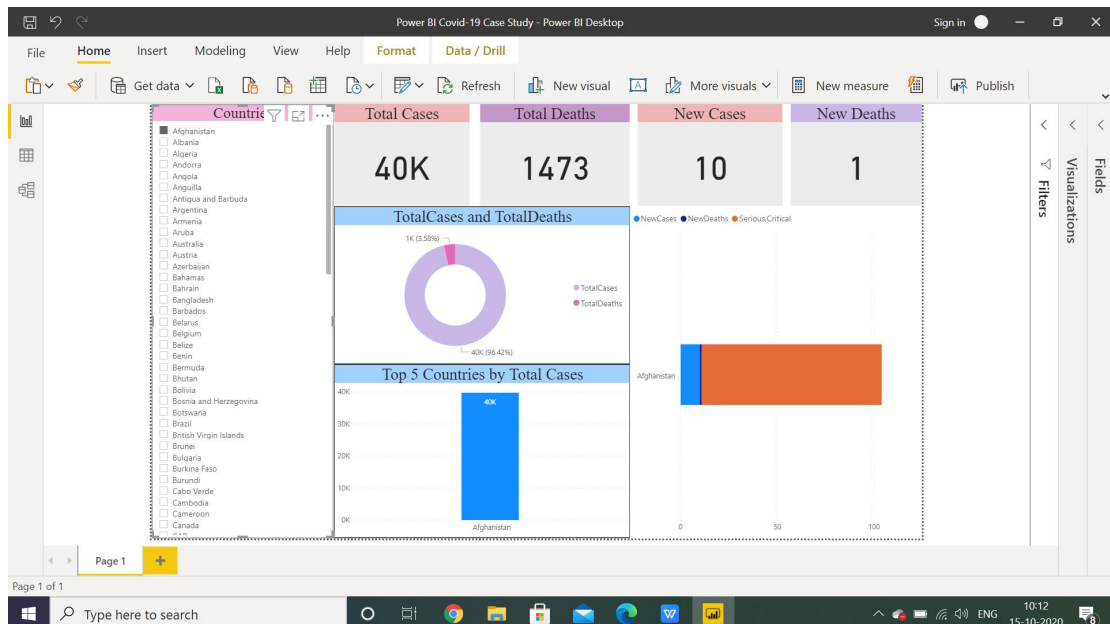 Power BI Covid-19 Case Study - Power BI Desktop
Sign in
File Home Insert Modeling View Help Format Data / Drill
Get data Refresh New visual More visuals New measure Publish
Countrie
Afghanistan
Albania
Algeria
Andorra
Angola
Anguilla
Antigua and Barbuda
Argentina
Armenia
Aruba
Australia
Austria
Azerbaijan
Bahamas
Bahrain
Bangladesh
Barbados
Belarus
Belgium
Belize
Benin
Bermuda
Bhutan
Bolivia
Bosnia and Herzegovina
Botswana
Brazil
British Virgin Islands
Brunei
Bulgaria
Burkina Faso
Burundi
Cabo Verde
Cambodia
Cameroon
Canada
Total Cases
40K
Total Deaths
1473
New Cases
10
New Deaths
1
TotalCases and TotalDeaths
1K (3.58%)
TotalCases
TotalDeaths
40K (96.42%)
Top 5 Countries by Total Cases
40K
40K
30K
20K
10K
0K
Afghanistan
NewCases NewDeaths Serious,Critical
Afghanistan
0 50 100
Filters
Visualizations
Fields
Page 1
Page 1 of 1
Type here to search
W
ENG
10:12
15-10-2020
8